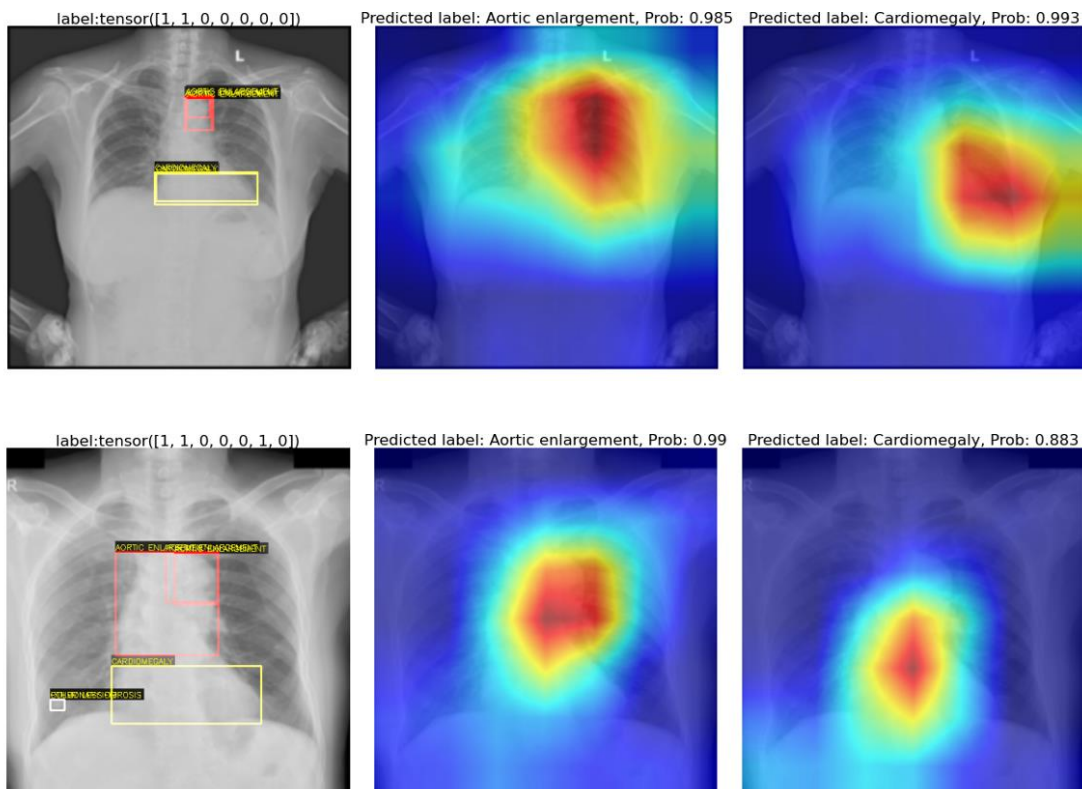 label:tensor([1, 1, 0, 0, 0, 0, 0])
Predicted label: Aortic enlargement, Prob: 0.985
Predicted label: Cardiomegaly, Prob: 0.993
L
L
L
AORTIC ENLARGEMENT
CARDIOMEGALY
label:tensor([1, 1, 0, 0, 0, 1, 0])
Predicted label: Aortic enlargement, Prob: 0.99
Predicted label: Cardiomegaly, Prob: 0.883
R
R
R
AORTIC
CARDIOMEGALY